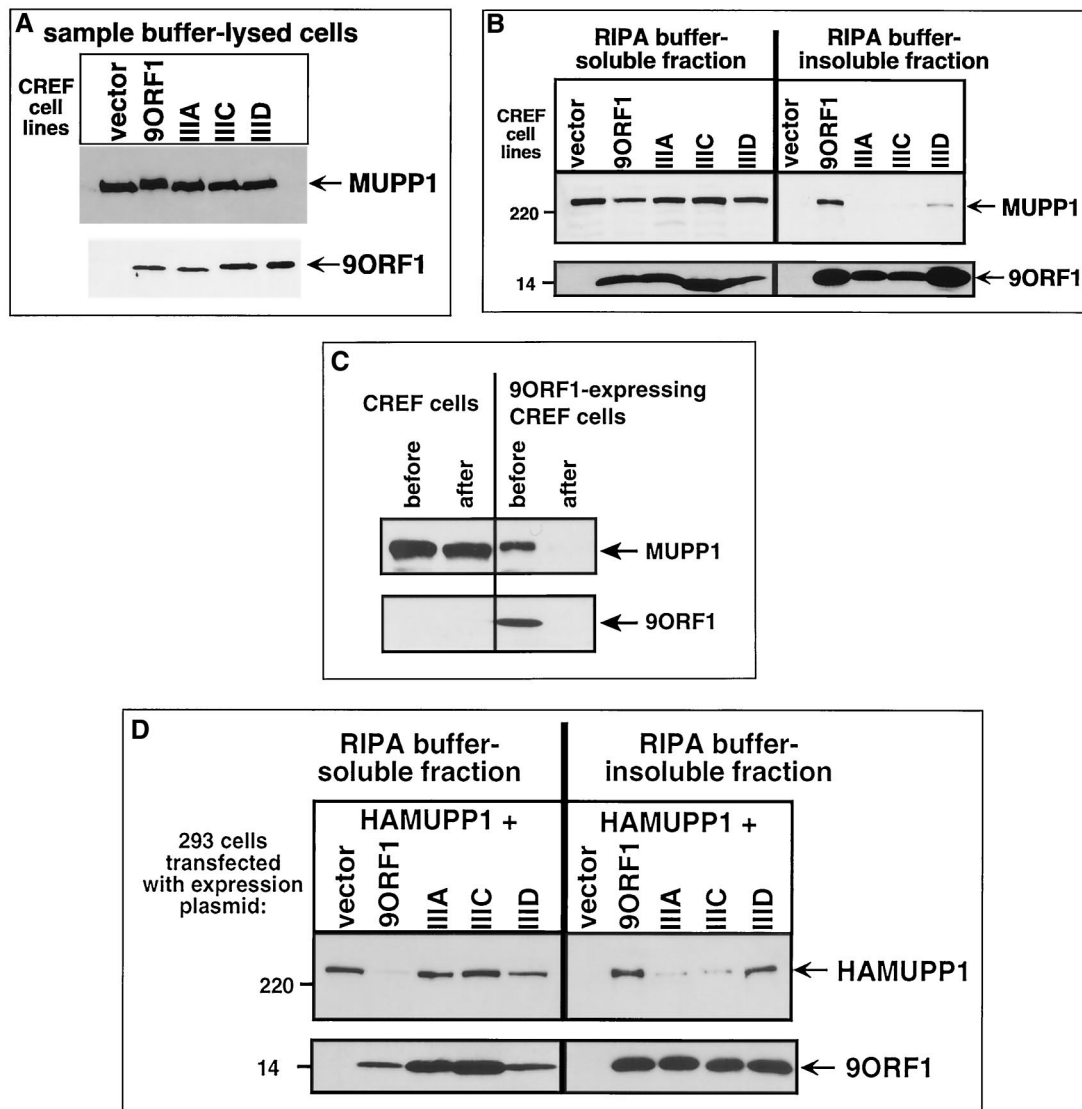 A
sample buffer-lysed cells
CREF
cell
lines
vector
9ORF1
IIIA
IIIC
IIID
MUPP1
9ORF1
B
RIPA buffer-
soluble fraction
RIPA buffer-
insoluble fraction
CREF
cell
lines
vector
9ORF1
IIIA
IIIC
IIID
vector
9ORF1
IIIA
IIIC
IIID
220
MUPP1
14
9ORF1
C
CREF cells
9ORF1-expressing
CREF cells
before
after
before
after
MUPP1
9ORF1
D
RIPA buffer-
soluble fraction
RIPA buffer-
insoluble fraction
HAMUPP1 +
HAMUPP1 +
293 cells
transfected
with expression
plasmid:
vector
9ORF1
IIIA
IIIC
IIID
vector
9ORF1
IIIA
IIIC
IIID
220
HAMUPP1
14
9ORF1